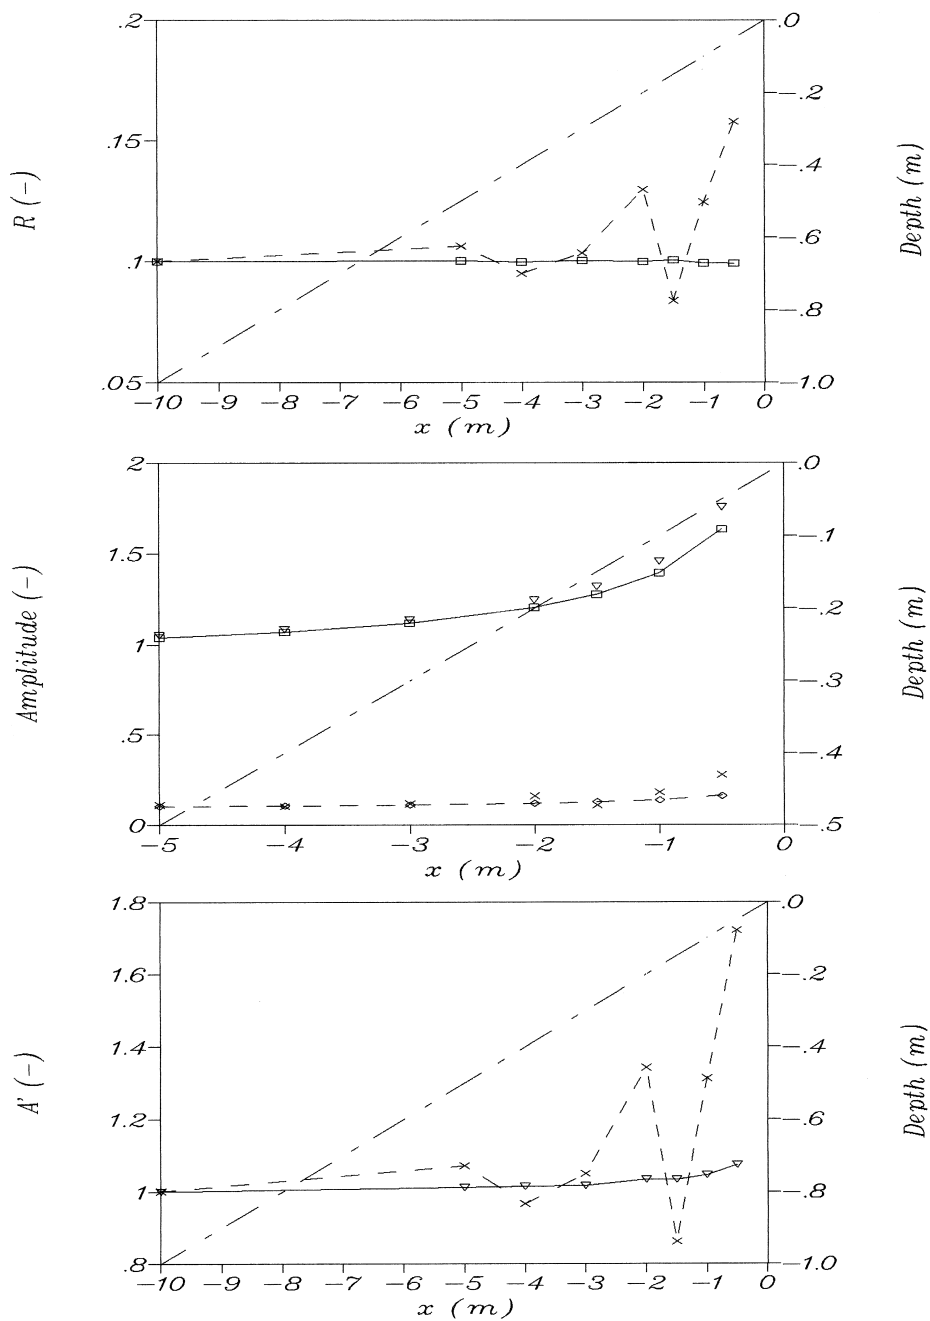 R (-)
.2
.15
.1
.05
-10 -9 -8 -7 -6 -5 -4 -3 -2 -1 0
x (m)
.0
-.2
-.4
-.6
-.8
-1.0
Depth (m)
Amplitude (-)
2
1.5
1
.5
0
-5 -4 -3 -2 -1 0
x (m)
.0
-.1
-.2
-.3
-.4
-.5
Depth (m)
A' (-)
1.8
1.6
1.4
1.2
1
.8
-10 -9 -8 -7 -6 -5 -4 -3 -2 -1 0
x (m)
.0
-.2
-.4
-.6
-.8
-1.0
Depth (m)